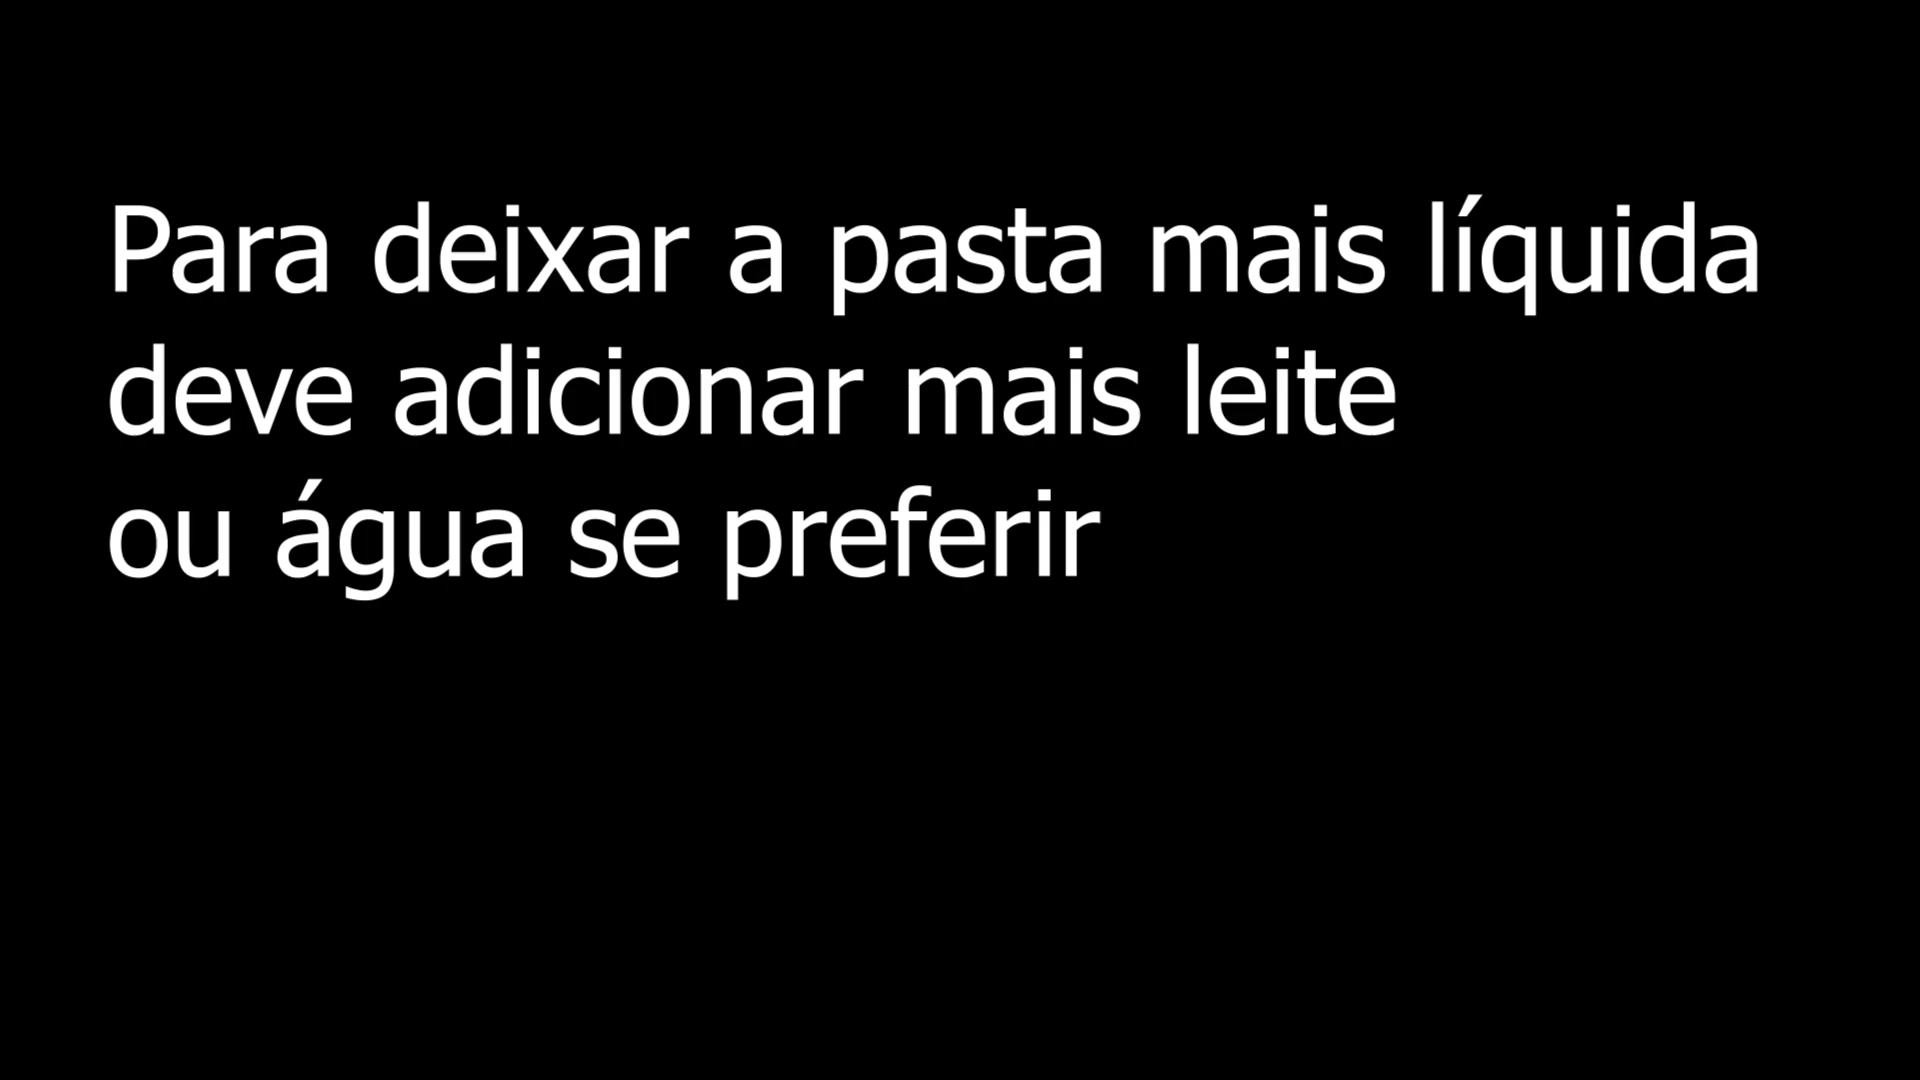 Para deixar a pasta mais líquida
deve adicionar mais leite
ou água se preferir